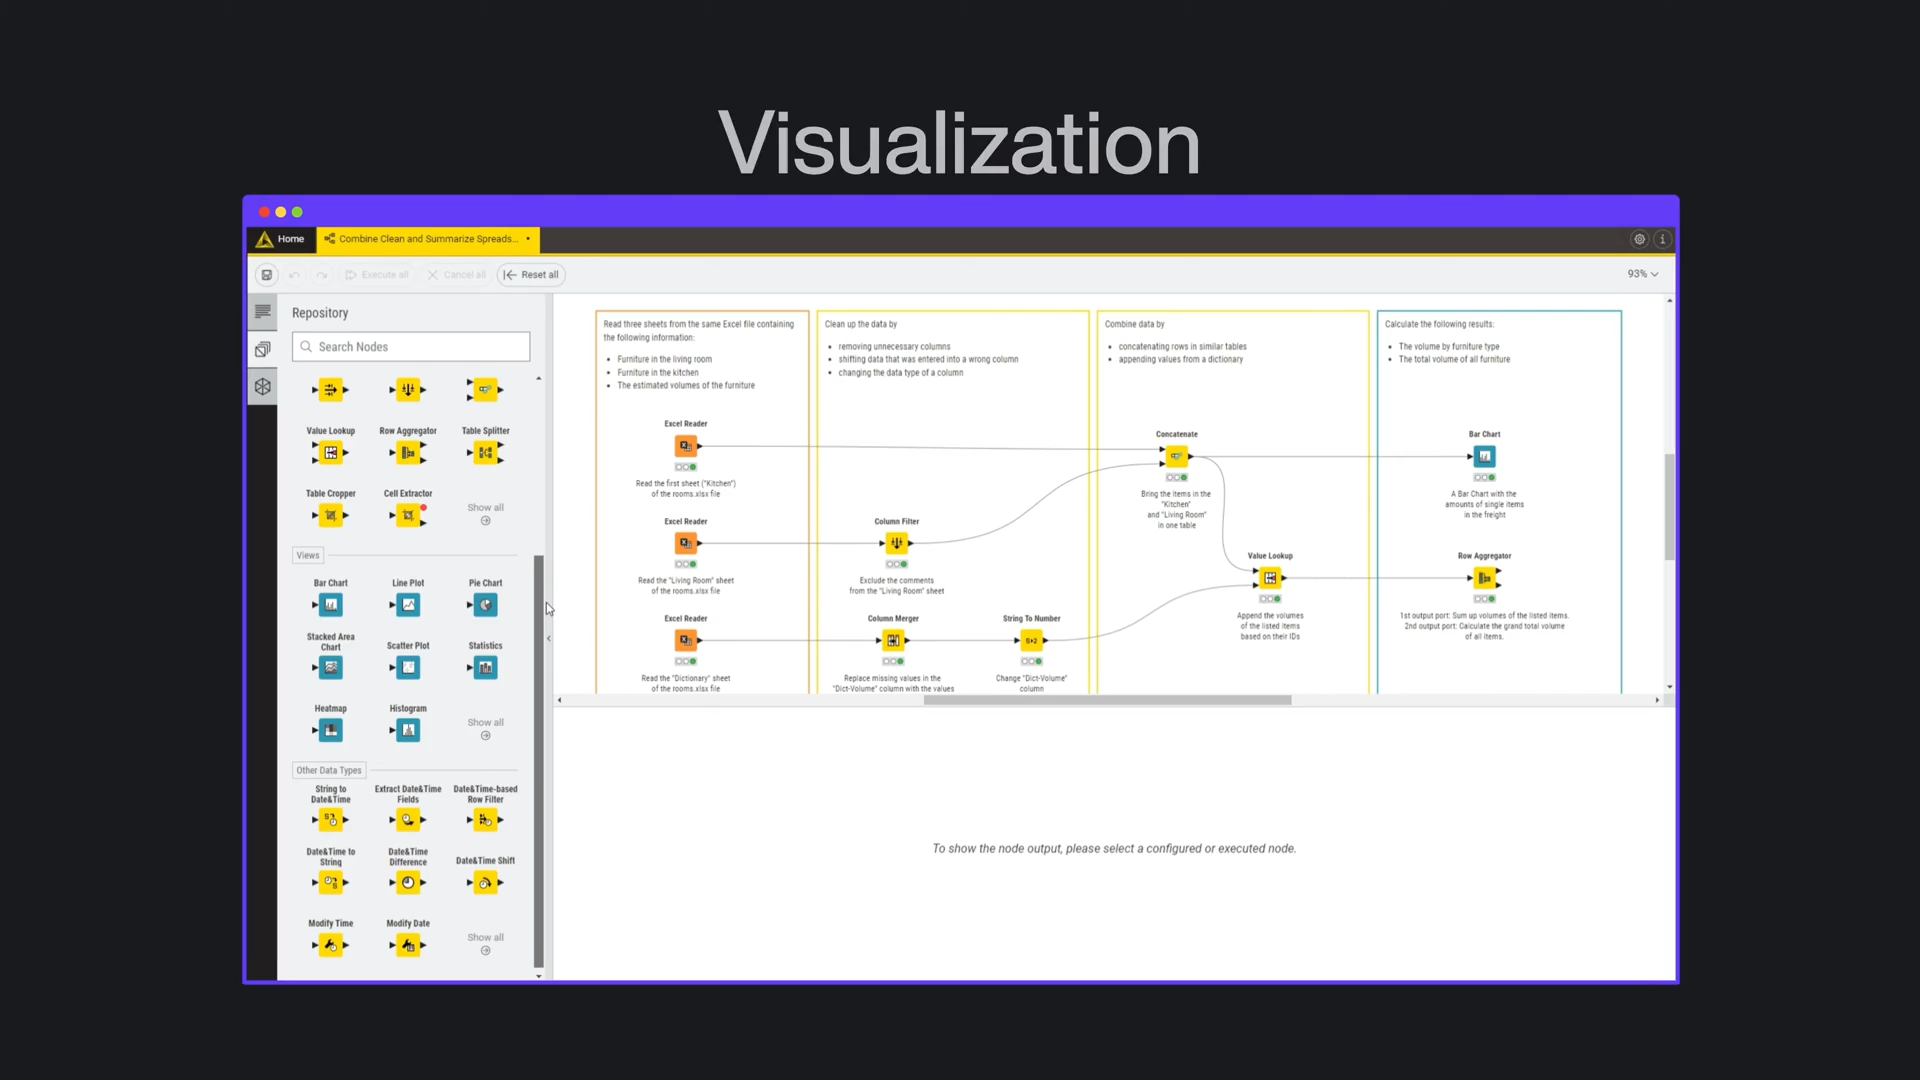 Visualization
Home
Combine Clean and Summarize Spreads...
Execute all
Cancel all
Reset all
93%
Repository
Search Nodes
Value Lookup
Row Aggregator
Table Splitter
Table Cropper
Cell Extractor
Show all
Views
Bar Chart
Line Plot
Pie Chart
Stacked Area
Chart
Scatter Plot
Statistics
Heatmap
Histogram
Show all
Other Data Types
String to
Date&Time
Extract Date&Time
Fields
Date&Time-based
Row Filter
Date&Time to
String
Date&Time
Difference
Date&Time Shift
Modify Time
Modify Date
Show all
Read three sheets from the same Excel file containing
the following information:
• Furniture in the living room
• Furniture in the kitchen
• The estimated volumes of the furniture
Excel Reader
Read the first sheet ("Kitchen")
of the rooms.xlsx file
Excel Reader
Read the "Living Room" sheet
of the rooms.xlsx file
Excel Reader
Read the "Dictionary" sheet
of the rooms.xlsx file
Clean up the data by
• removing unnecessary columns
• shifting data that was entered into a wrong column
• changing the data type of a column
Column Filter
Exclude the comments
from the "Living Room" sheet
Column Merger
Replace missing values in the
"Dict-Volume" column with the values
String To Number
Change "Dict-Volume"
column
Combine data by
• concatenating rows in similar tables
• appending values from a dictionary
Concatenate
Bring the items in the
"Kitchen"
and "Living Room"
in one table
Value Lookup
Append the volumes
of the listed items
based on their IDs
Calculate the following results:
• The volume by furniture type
• The total volume of all furniture
Bar Chart
A Bar Chart with the
amounts of single items
in the freight
Row Aggregator
1st output port: Sum up volumes of the listed items.
2nd output port: Calculate the grand total volume
of all items.
To show the node output, please select a configured or executed node.